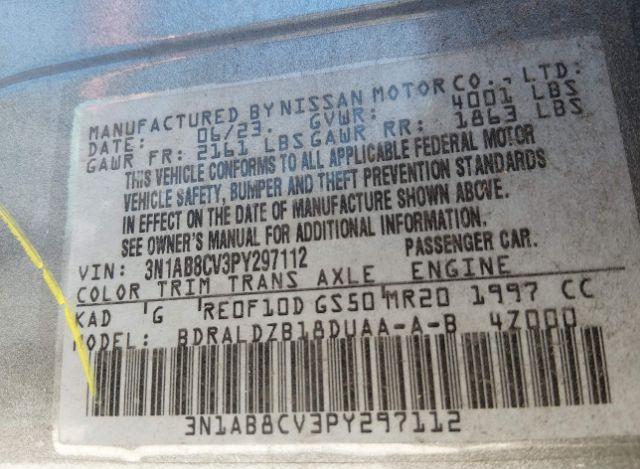 MANUFACTURED BY NISSAN MOTOR CO., LTD.
DATE: 06/23. GVWR: 4001 LBS
GAWR FR: 2161 LBS GAWR RR: 1863 LBS
THIS VEHICLE CONFORMS TO ALL APPLICABLE FEDERAL MOTOR
VEHICLE SAFETY, BUMPER AND THEFT PREVENTION STANDARDS
IN EFFECT ON THE DATE OF MANUFACTURE SHOWN ABOVE.
SEE OWNER'S MANUAL FOR ADDITIONAL INFORMATION.
VIN: 3N1AB8CV3PY297112 PASSENGER CAR.
COLOR TRIM TRANS AXLE ENGINE
KAD G RE0F10D GS50 MR20 1997 CC
MODEL: BDRALDZB18DUAA-A-B 4Z000
3N1AB8CV3PY297112